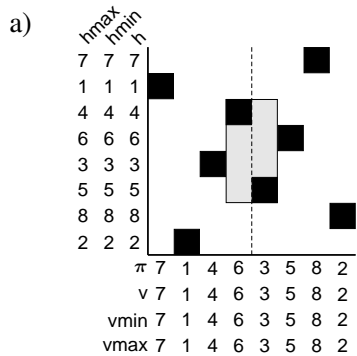 a)
hmax hmin h
7 7 7
1 1 1
4 4 4
6 6 6
3 3 3
5 5 5
8 8 8
2 2 2
π 7 1 4 6 3 5 8 2
v 7 1 4 6 3 5 8 2
vmin 7 1 4 6 3 5 8 2
vmax 7 1 4 6 3 5 8 2